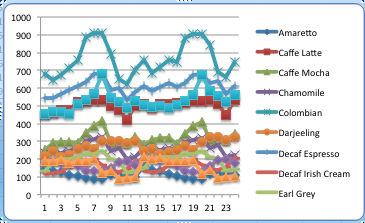 1000
900
800
700
600
500
400
300
200
100
0
1 3 5 7 9 11 13 15 17 19 21 23
Amaretto
Caffe Latte
Caffe Mocha
Chamomile
Colombian
Darjeeling
Decaf Espresso
Decaf Irish Cream
Earl Grey